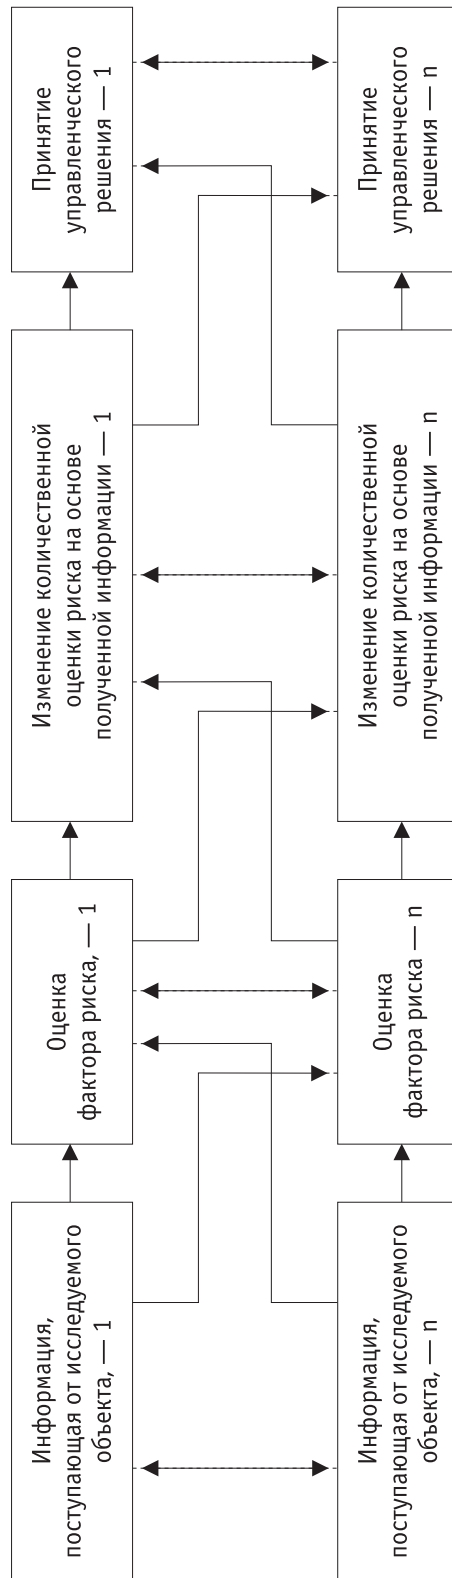 Информация,
поступающая от исследуемого
объекта, — 1
Оценка
фактора риска, — 1
Изменение количественной
оценки риска на основе
полученной информации — 1
Принятие
управленческого
решения — 1
Информация,
поступающая от исследуемого
объекта, — n
Оценка
фактора риска — n
Изменение количественной
оценки риска на основе
полученной информации — n
Принятие
управленческого
решения — n